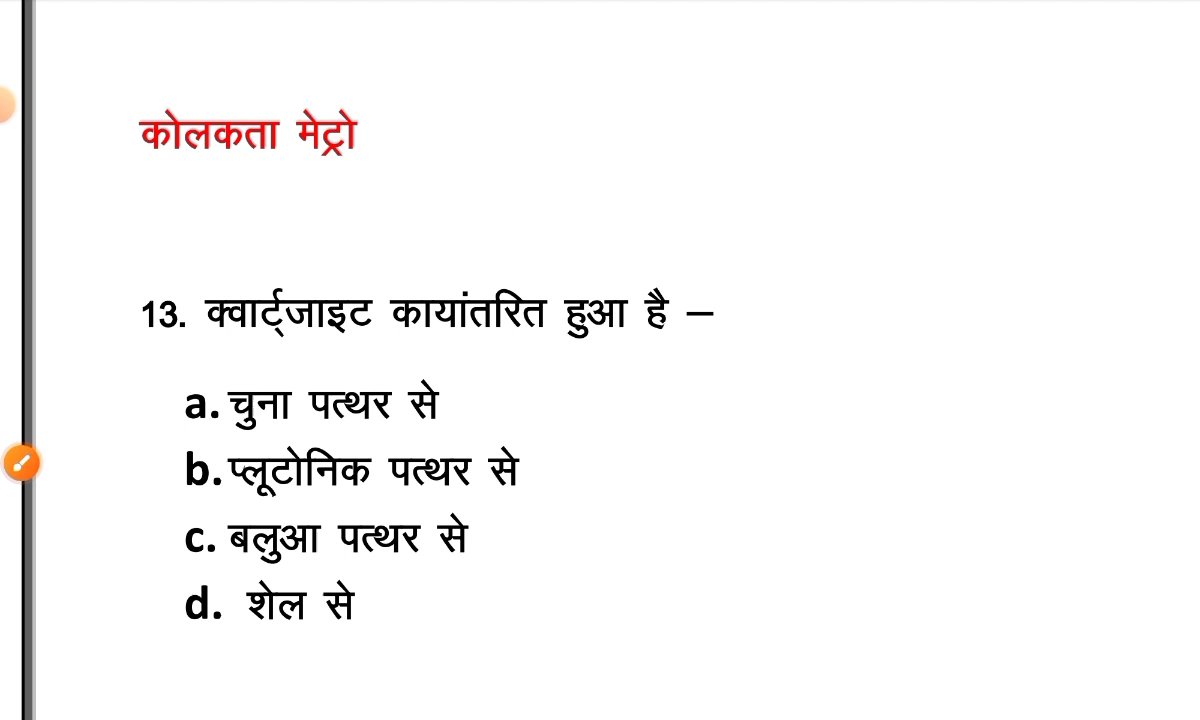 कोलकता मेट्रो
13. क्वार्ट्जाइट कायांतरित हुआ है –
a. चुना पत्थर से
b. प्लूटोनिक पत्थर से
c. बलुआ पत्थर से
d. शेल से